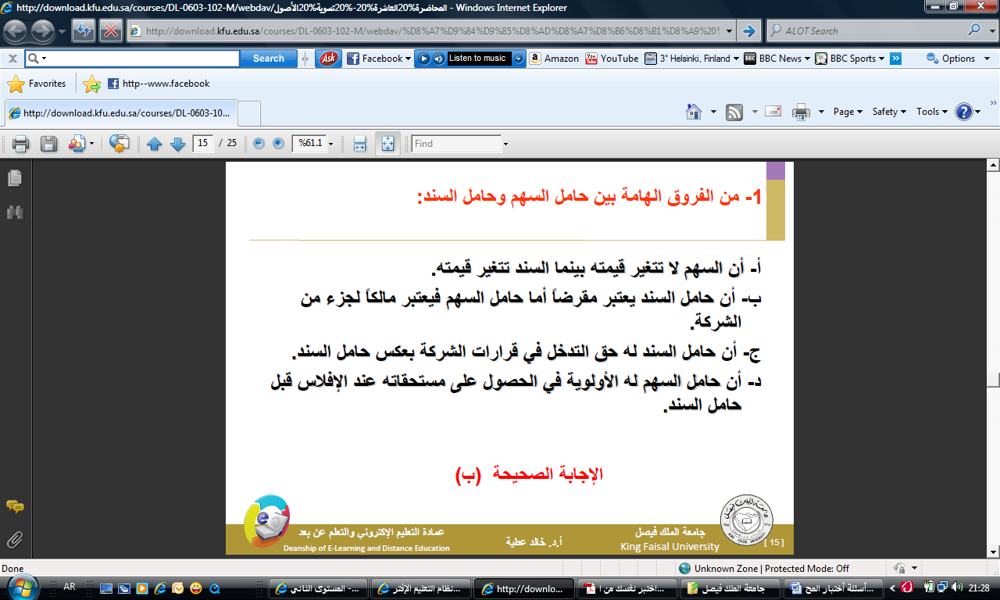 http://download.kfu.edu.sa/courses/DL-0603-102-M/webdav/المحاضرة%20العاشرة%20-%20تسوية%20الأصول - Windows Internet Explorer
http://download.kfu.edu.sa/courses/DL-0603-102-M/webdav/%D8%A7%D9%84%D9%85%D8%AD%D8%A7%D8%B6%D8%B1%D8%A9%20
ALOT Search
Search
Ask
Facebook
Listen to music
Amazon
YouTube
3° Helsinki, Finland
BBC News
BBC Sports
Options
Favorites
http--www.facebook
http://download.kfu.edu.sa/courses/DL-0603-10...
Page
Safety
Tools
15 / 25
%61.1
Find
1- من الفروق الهامة بين حامل السهم وحامل السند:
أ- أن السهم لا تتغير قيمته بينما السند تتغير قيمته.
ب- أن حامل السند يعتبر مقرضاً أما حامل السهم فيعتبر مالكاً لجزء من
الشركة.
ج- أن حامل السند له حق التدخل في قرارات الشركة بعكس حامل السند.
د- أن حامل السهم له الأولوية في الحصول على مستحقاته عند الإفلاس قبل
حامل السند.
الإجابة الصحيحة (ب)
عمادة التعليم الإكتروني والتعلم عن بعد
Deanship of E-Learning and Distance Education
أ.د. خالد عطية
جامعة الملك فيصل
King Faisal University
[ 15 ]
Done
Unknown Zone | Protected Mode: Off
AR
المستوى الثاني -...
نظام التعليم الإفتر...
http://downlo...
اختبر نفسك من ا...
جامعة الملك فيصل
أسئلة أختبار المح...
21:28